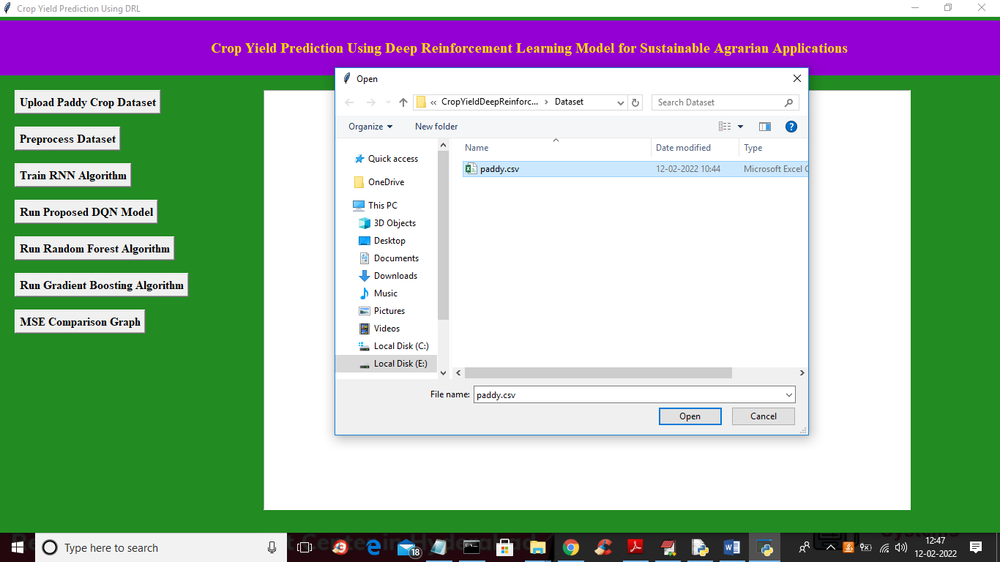 Crop Yield Prediction Using DRL
Crop Yield Prediction Using Deep Reinforcement Learning Model for Sustainable Agrarian Applications
Upload Paddy Crop Dataset
Preprocess Dataset
Train RNN Algorithm
Run Proposed DQN Model
Run Random Forest Algorithm
Run Gradient Boosting Algorithm
MSE Comparison Graph
Open
« CropYieldDeepReinforc... › Dataset
Search Dataset
Organize
New folder
Name Date modified Type
Quick access
OneDrive
This PC
3D Objects
Desktop
Documents
Downloads
Music
Pictures
Videos
Local Disk (C:)
Local Disk (E:)
paddy.csv 12-02-2022 10:44 Microsoft Excel C
File name: paddy.csv
Open Cancel
Type here to search
18
12:47
12-02-2022